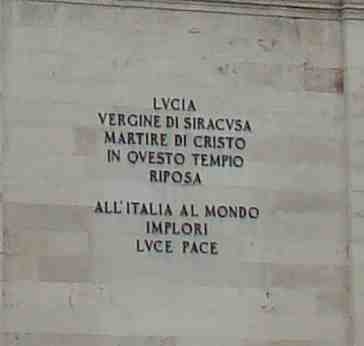 LVCIA
VERGINE DI SIRACVSA
MARTIRE DI CRISTO
IN QVESTO TEMPIO
RIPOSA
ALL'ITALIA AL MONDO
IMPLORI
LVCE PACE